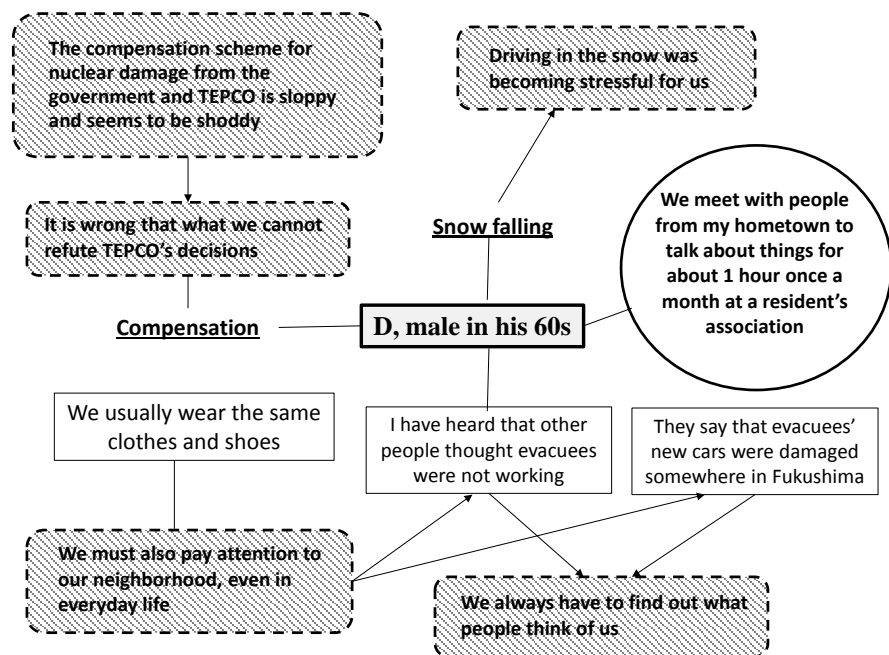 The compensation scheme for
nuclear damage from the
government and TEPCO is sloppy
and seems to be shoddy
Driving in the snow was
becoming stressful for us
It is wrong that what we cannot
refute TEPCO's decisions
Snow falling
We meet with people
from my hometown to
talk about things for
about 1 hour once a
month at a resident's
association
Compensation
D, male in his 60s
We usually wear the same
clothes and shoes
I have heard that other
people thought evacuees
were not working
They say that evacuees'
new cars were damaged
somewhere in Fukushima
We must also pay attention to
our neighborhood, even in
everyday life
We always have to find out what
people think of us